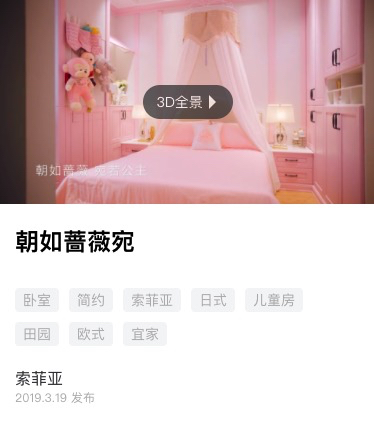 3D全景
朝如蔷薇 宛若公主
朝如蔷薇宛
卧室 简约 索菲亚 日式 儿童房
田园 欧式 宜家
索菲亚
2019.3.19 发布